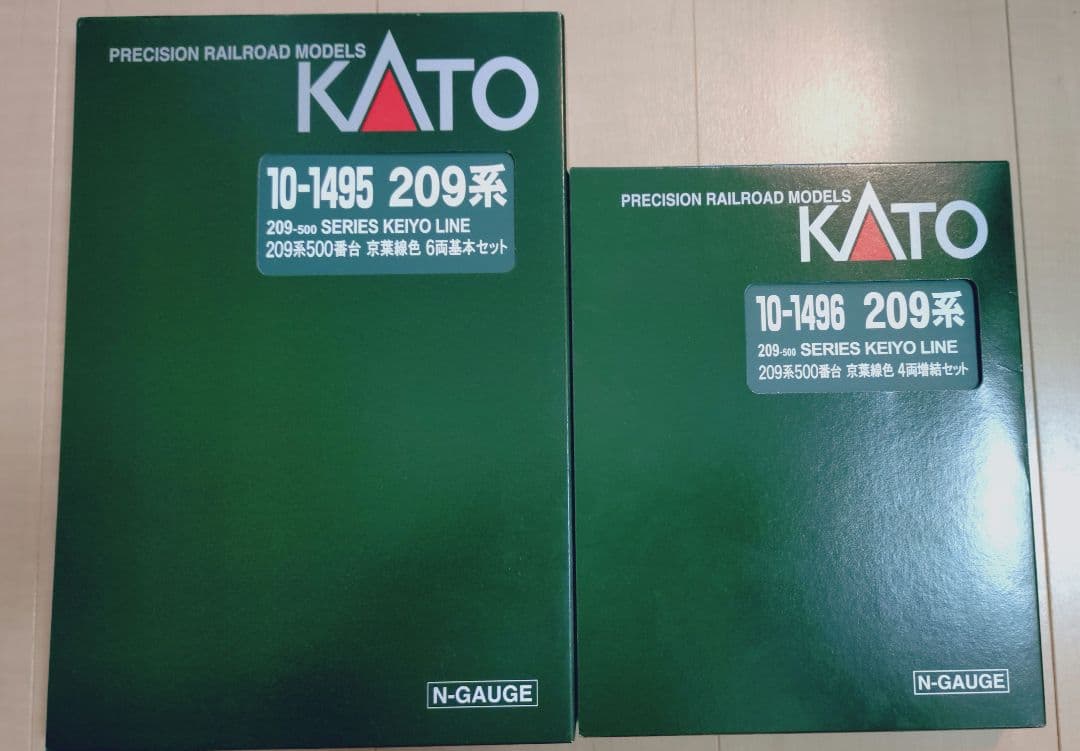 PRECISION RAILROAD MODELS
KATO
10-1495 209系
209-500 SERIES KEIYO LINE
209系500番台 京葉線色 6両基本セット
N-GAUGE
PRECISION RAILROAD MODELS
KATO
10-1496 209系
209-500 SERIES KEIYO LINE
209系500番台 京葉線色 4両増結セット
N-GAUGE